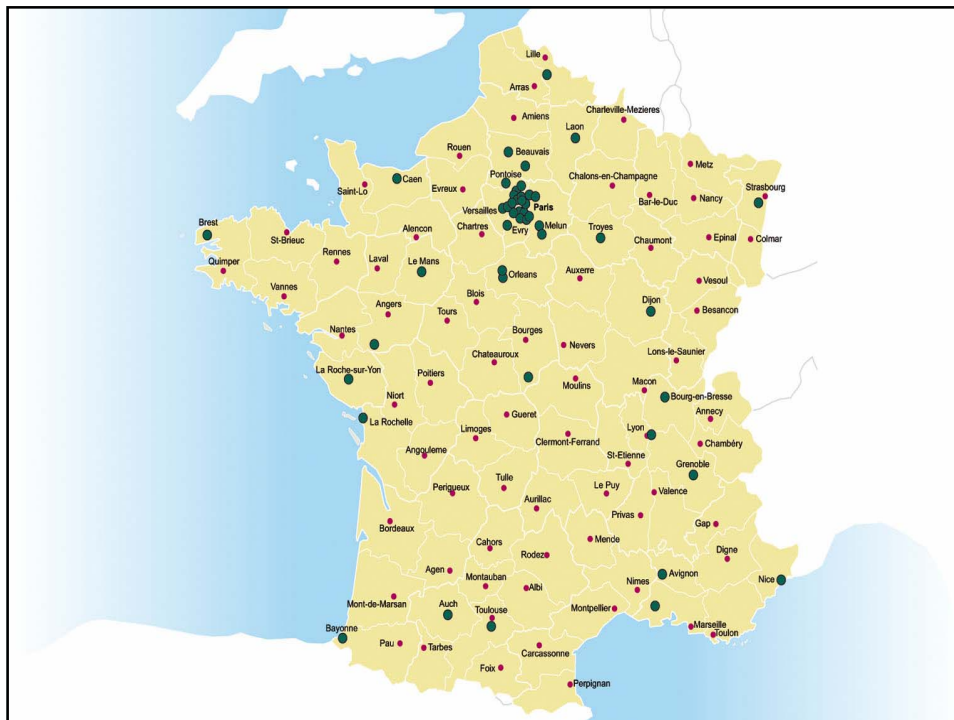 Lille
Arras
Amiens
Charleville-Mezieres
Laon
Rouen
Beauvais
Metz
Pontoise
Chalons-en-Champagne
Caen
Saint-Lo
Evreux
Strasbourg
Bar-le-Duc
Nancy
Versailles
Paris
Brest
St-Brieuc
Alencon
Chartres
Evry
Melun
Troyes
Chaumont
Epinal
Colmar
Quimper
Rennes
Laval
Le Mans
Orleans
Auxerre
Vesoul
Vannes
Blois
Angers
Tours
Dijon
Besancon
Nantes
Bourges
Nevers
Chateauroux
Lons-le-Saunier
La Roche-sur-Yon
Poitiers
Moulins
Macon
Bourg-en-Bresse
Niort
Annecy
La Rochelle
Gueret
Limoges
Clermont-Ferrand
Lyon
Chambéry
Angouleme
St-Etienne
Grenoble
Perigueux
Tulle
Le Puy
Valence
Aurillac
Privas
Bordeaux
Gap
Cahors
Mende
Rodez
Digne
Agen
Montauban
Albi
Nimes
Avignon
Nice
Mont-de-Marsan
Auch
Toulouse
Montpellier
Bayonne
Marseille
Toulon
Pau
Tarbes
Carcassonne
Foix
Perpignan